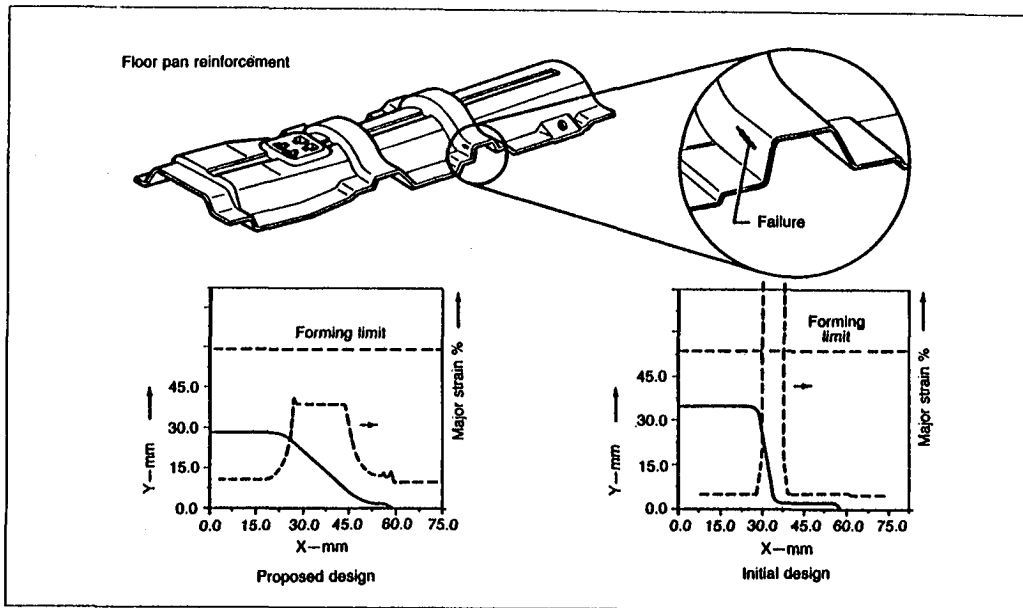 Floor pan reinforcement
Failure
Forming limit
Y—mm
45.0
30.0
15.0
0.0
0.0 15.0 30.0 45.0 60.0 75.0
X—mm
Major strain %
Proposed design
Forming
limit
Y—mm
45.0
30.0
15.0
0.0
0.0 15.0 30.0 45.0 60.0 75.0
X—mm
Major strain %
Initial design